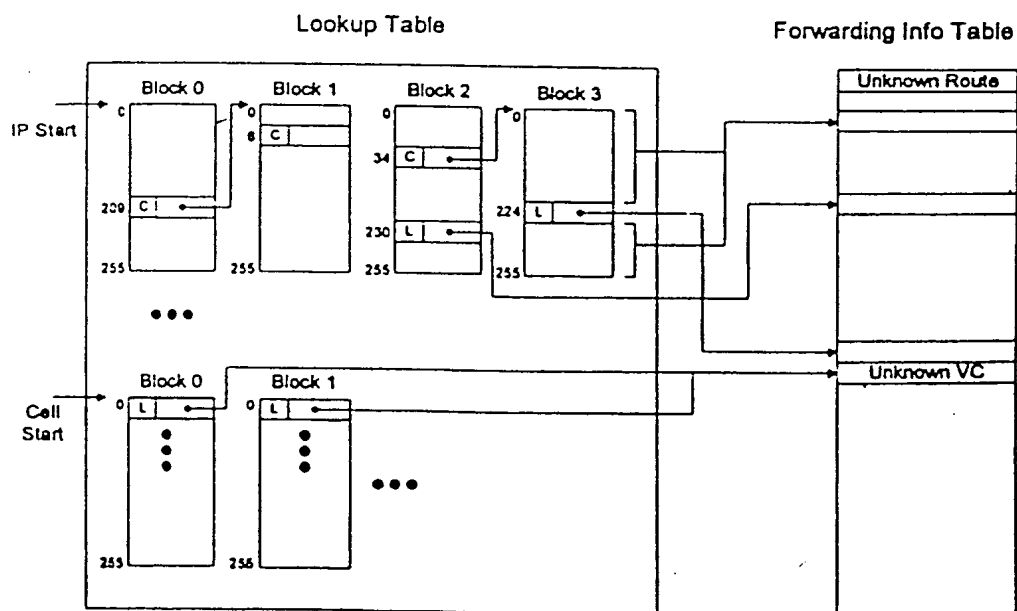 Lookup Table
Forwarding Info Table
IP Start
Block 0
Block 1
Block 2
Block 3
Unknown Route
0
209
C
255
0
6
C
255
0
34
C
230
L
255
0
224
L
255
Unknown VC
Cell
Start
Block 0
Block 1
0
L
255
0
L
255